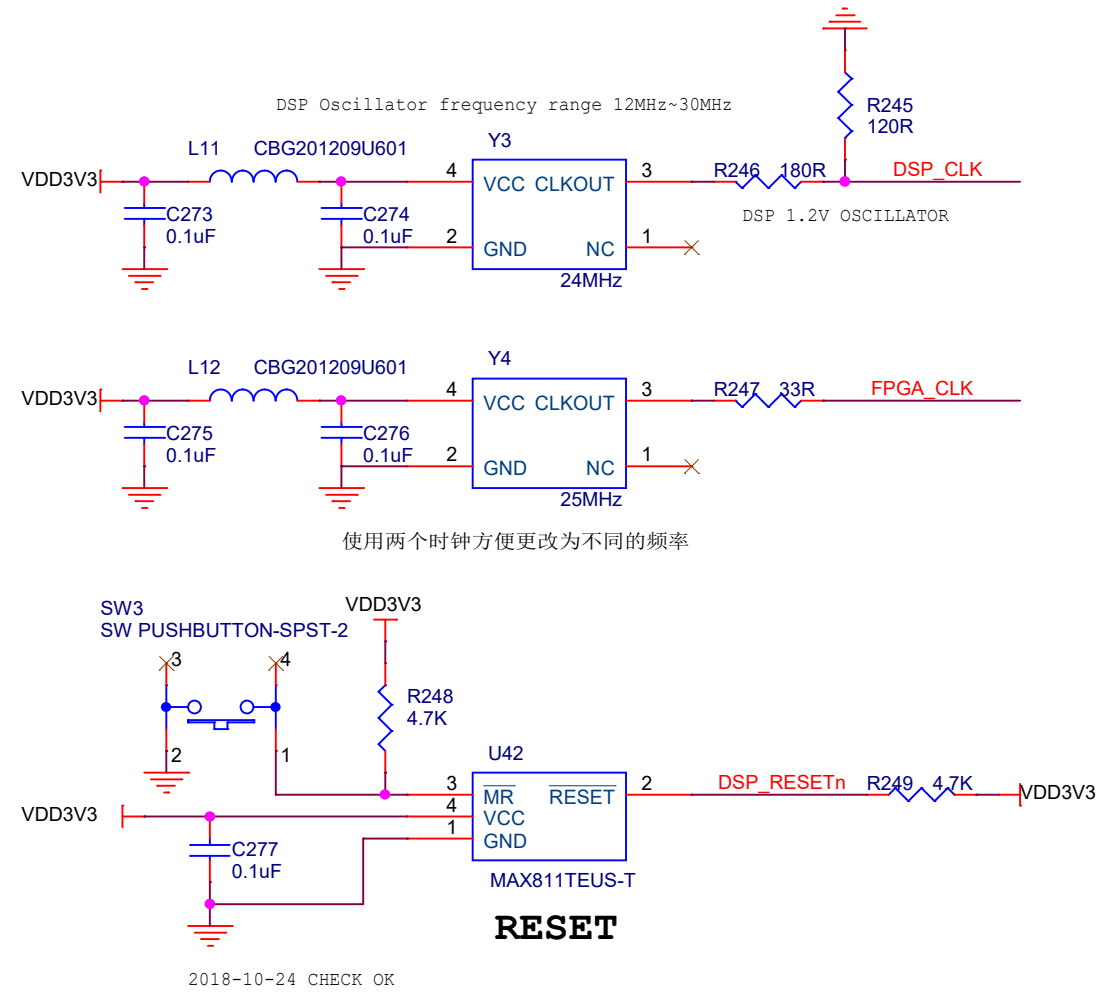 DSP Oscillator frequency range 12MHz~30MHz
R245
120R
L11 CBG201209U601
Y3
VDD3V3
4
VCC CLKOUT
3
R246 180R
DSP_CLK
C273
0.1uF
C274
0.1uF
2
GND NC
1
DSP 1.2V OSCILLATOR
24MHz
L12 CBG201209U601
Y4
VDD3V3
4
VCC CLKOUT
3
R247 33R
FPGA_CLK
C275
0.1uF
C276
0.1uF
2
GND NC
1
25MHz
使用两个时钟方便更改为不同的频率
SW3
SW PUSHBUTTON-SPST-2
VDD3V3
3
4
R248
4.7K
2
1
U42
3
MR RESET
2
DSP_RESETn
R249 4.7K
VDD3V3
VDD3V3
4
VCC
1
GND
C277
0.1uF
MAX811TEUS-T
RESET
2018-10-24 CHECK OK